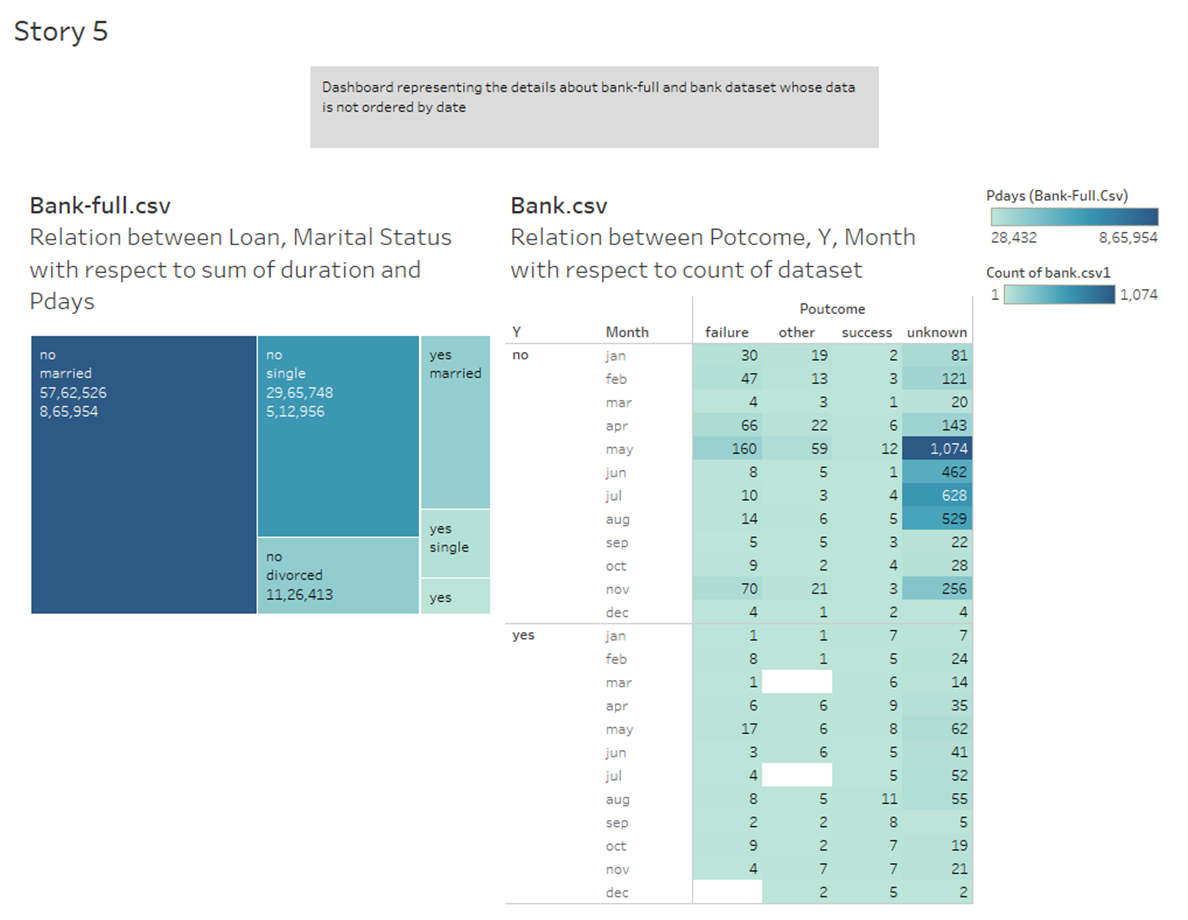 Story 5
Dashboard representing the details about bank-full and bank dataset whose data
is not ordered by date
Bank-full.csv
Relation between Loan, Marital Status
with respect to sum of duration and
Pdays
no
married
57,62,526
8,65,954
no
single
29,65,748
5,12,956
no
divorced
11,26,413
yes
married
yes
single
yes
Bank.csv
Relation between Potcome, Y, Month
with respect to count of dataset
Poutcome
Y Month failure other success unknown
no jan 30 19 2 81
feb 47 13 3 121
mar 4 3 1 20
apr 66 22 6 143
may 160 59 12 1,074
jun 8 5 1 462
jul 10 3 4 628
aug 14 6 5 529
sep 5 5 3 22
oct 9 2 4 28
nov 70 21 3 256
dec 4 1 2 4
yes jan 1 1 7 7
feb 8 1 5 24
mar 1 6 14
apr 6 6 9 35
may 17 6 8 62
jun 3 6 5 41
jul 4 5 52
aug 8 5 11 55
sep 2 2 8 5
oct 9 2 7 19
nov 4 7 7 21
dec 2 5 2
Pdays (Bank-Full.Csv)
28,432 8,65,954
Count of bank.csv1
1 1,074